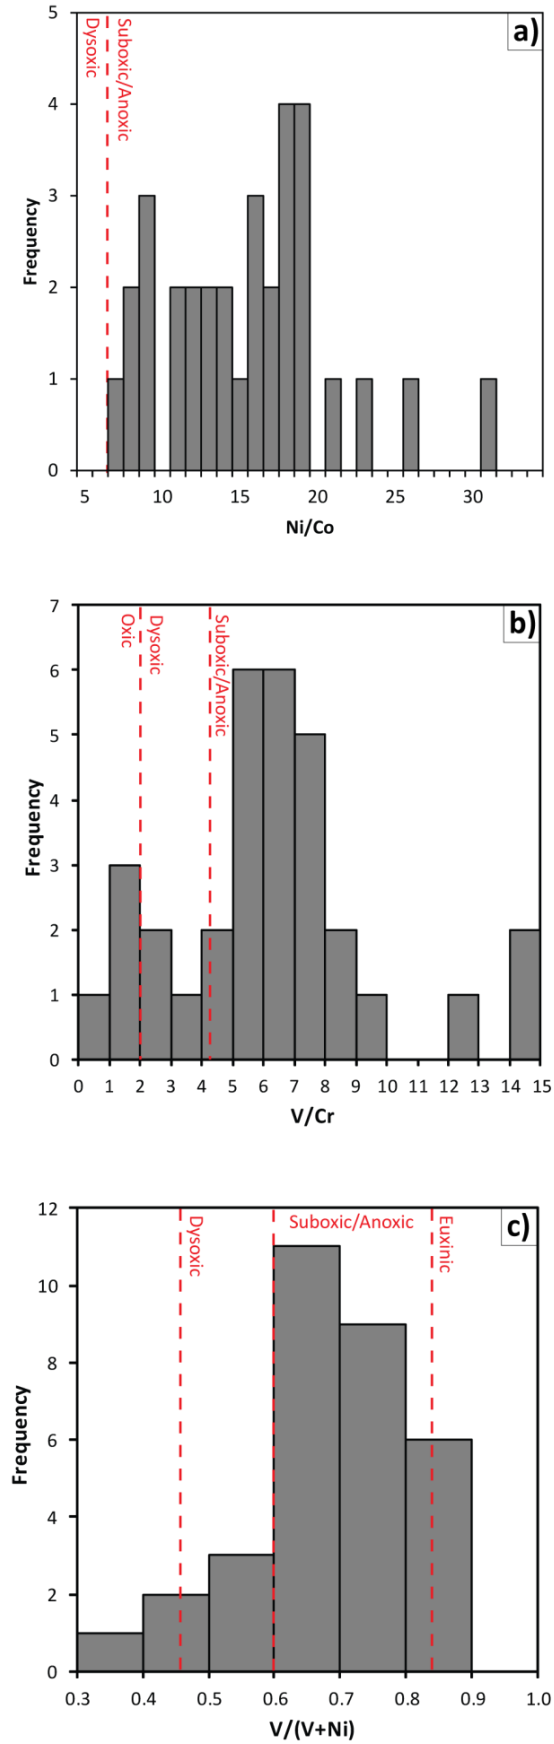 a)
Dysoxic
Suboxic/Anoxic
5
4
3
2
1
0
Frequency
5 10 15 20 25 30
Ni/Co
b)
Oxic
Dysoxic
Suboxic/Anoxic
7
6
5
4
3
2
1
0
Frequency
0 1 2 3 4 5 6 7 8 9 10 11 12 13 14 15
V/Cr
c)
Dysoxic
Suboxic/Anoxic
Euxinic
12
10
8
6
4
2
0
Frequency
0.3 0.4 0.5 0.6 0.7 0.8 0.9 1.0
V/(V+Ni)